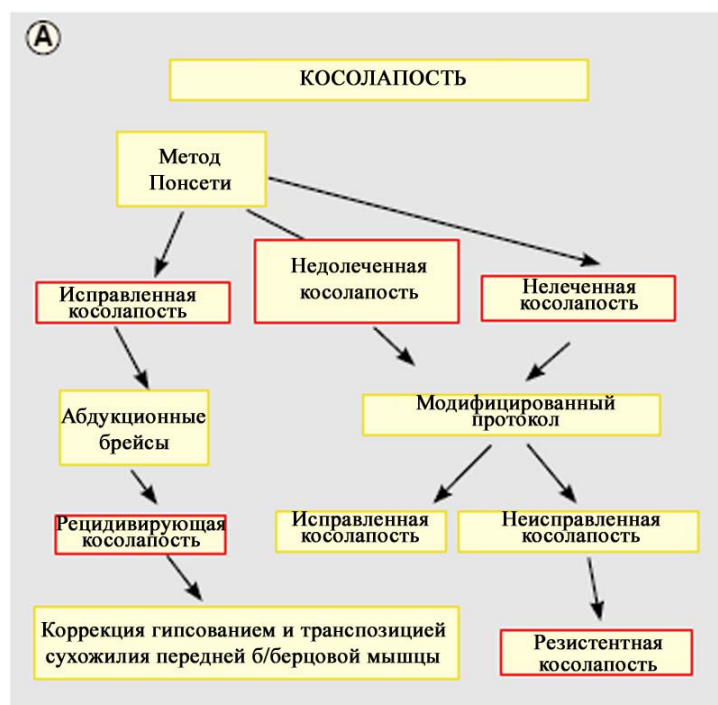 A
КОСОЛАПОСТЬ
Метод
Понсети
Исправленная
косолапость
Недолеченная
косолапость
Нелеченная
косолапость
Абдукционные
брейсы
Модифицированный
протокол
Рецидивирующая
косолапость
Исправленная
косолапость
Неисправленная
косолапость
Коррекция гипсованием и транспозицией
сухожилия передней б/берцовой мышцы
Резистентная
косолапость